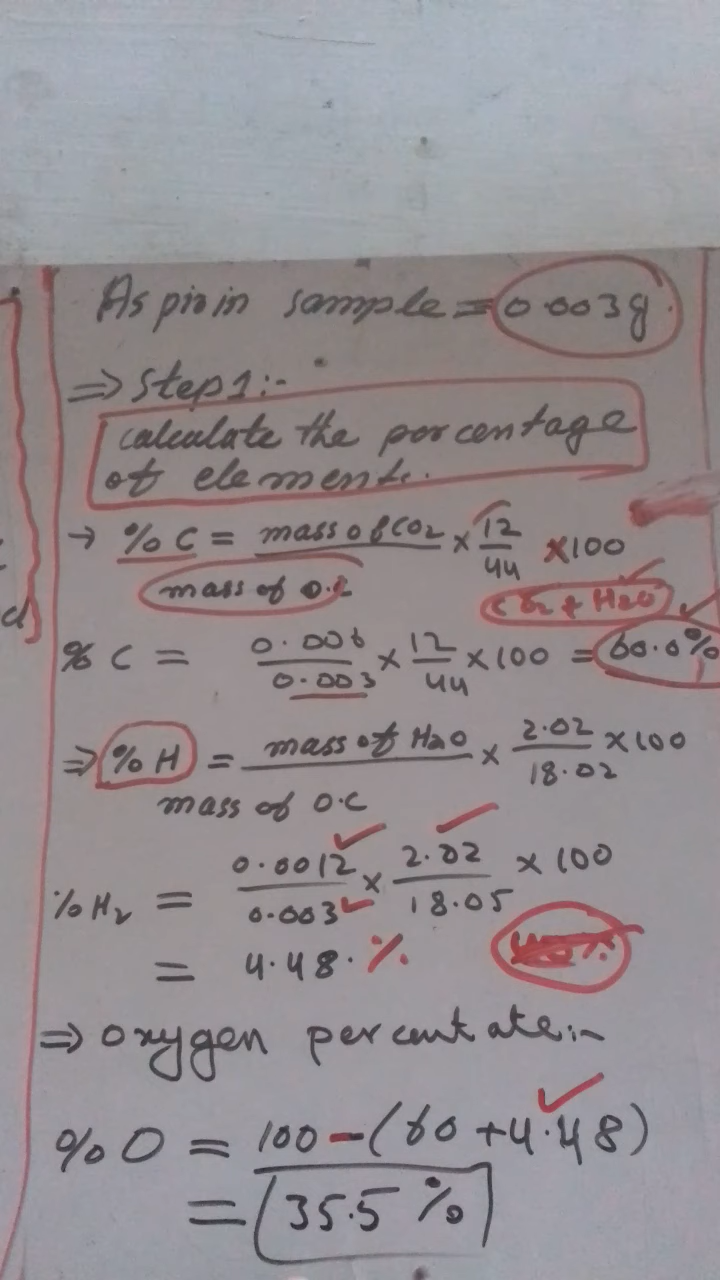 Aspirin sample = 0.003g.
⇒ Step 1:-
calculate the porcentage
of elements.
→ % C = mass of CO2 / mass of O.C × 12/44 × 100
CO2 + H2O
% C = 0.006/0.003 × 12/44 × 100 = 60.0%
⇒ % H = mass of H2O / mass of O.C × 2.02/18.02 × 100
% H2 = 0.0012/0.003 × 2.02/18.05 × 100
= 4.48.%
⇒ oxygen percentate:-
% O = 100 - (60 + 4.48)
= 35.5 %